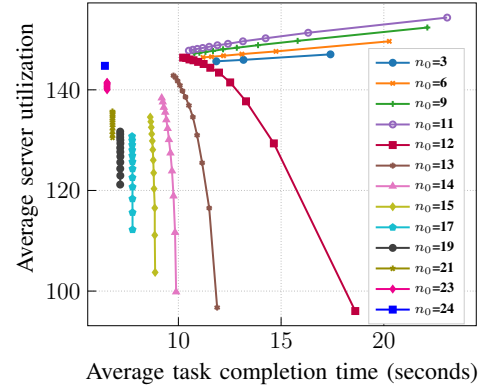 Average server utilization
140
120
100
10
15
20
Average task completion time (seconds)
n₀=3
n₀=6
n₀=9
n₀=11
n₀=12
n₀=13
n₀=14
n₀=15
n₀=17
n₀=19
n₀=21
n₀=23
n₀=24